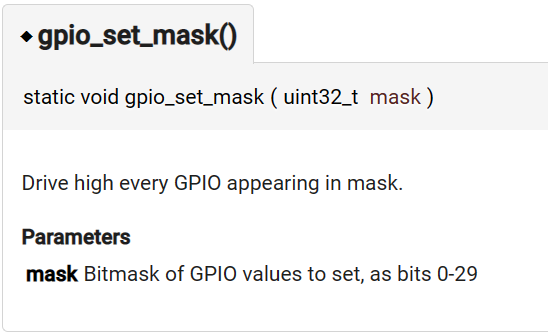 ◆ gpio_set_mask()
static void gpio_set_mask ( uint32_t mask )
Drive high every GPIO appearing in mask.
Parameters
mask Bitmask of GPIO values to set, as bits 0-29